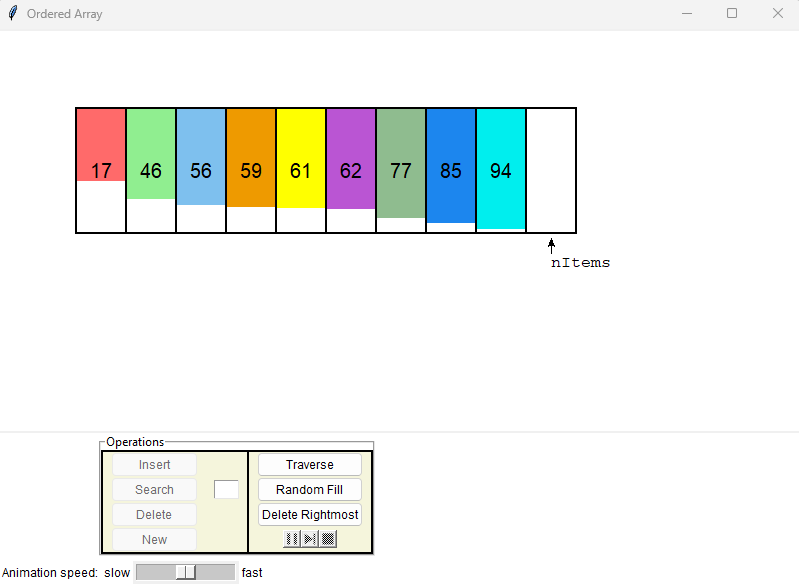 Ordered Array
17 46 56 59 61 62 77 85 94
nItems
Operations
Insert Traverse
Search Random Fill
Delete Delete Rightmost
New
Animation speed: slow fast